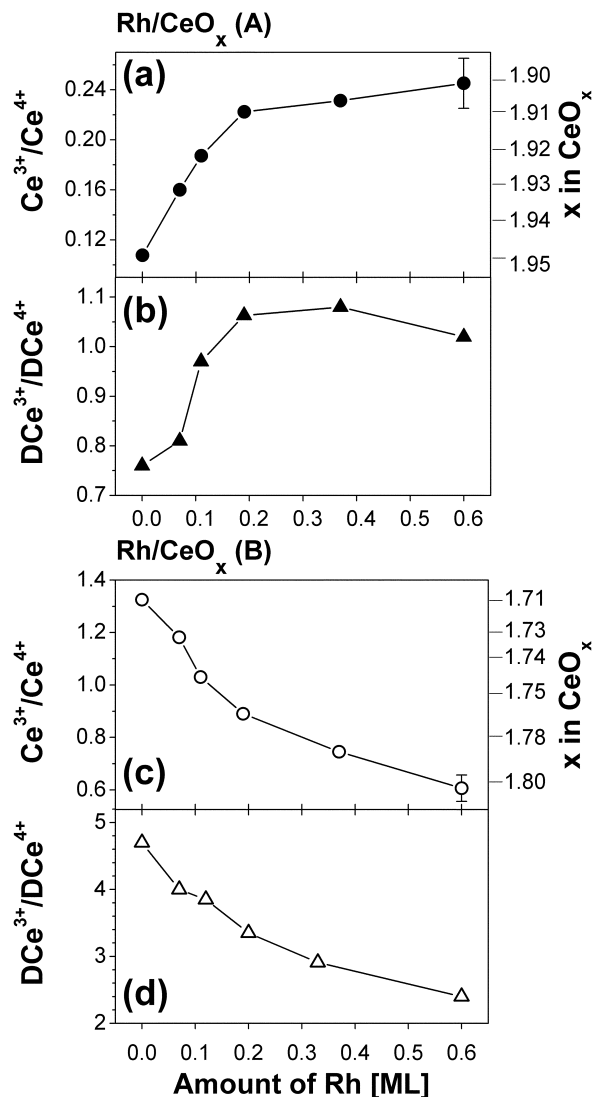 Rh/CeOₓ (A)
(a)
Ce³⁺/Ce⁴⁺
0.24
0.20
0.16
0.12
1.90
1.91
1.92
1.93
1.94
1.95
x in CeOₓ
(b)
DCe³⁺/DCe⁴⁺
1.1
1.0
0.9
0.8
0.7
0.0 0.1 0.2 0.3 0.4 0.5 0.6
Rh/CeOₓ (B)
(c)
Ce³⁺/Ce⁴⁺
1.4
1.2
1.0
0.8
0.6
1.71
1.73
1.74
1.75
1.78
1.80
x in CeOₓ
(d)
DCe³⁺/DCe⁴⁺
5
4
3
2
0.0 0.1 0.2 0.3 0.4 0.5 0.6
Amount of Rh [ML]